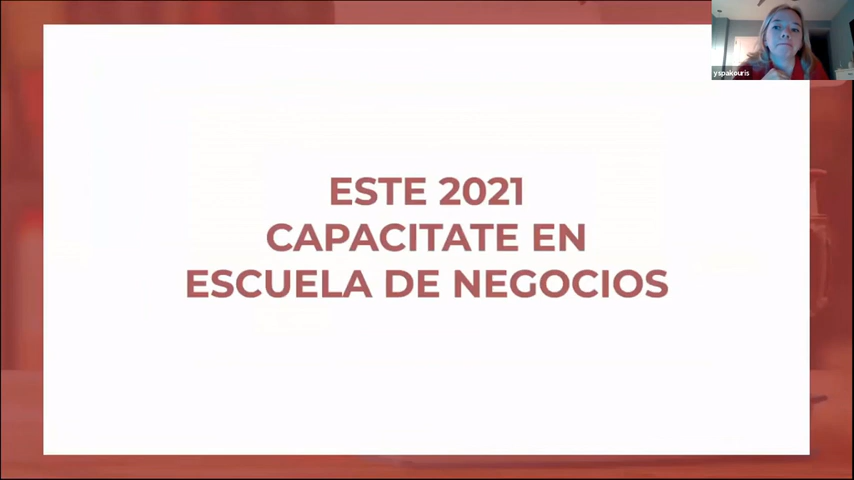 yspakouris
ESTE 2021
CAPACITATE EN
ESCUELA DE NEGOCIOS